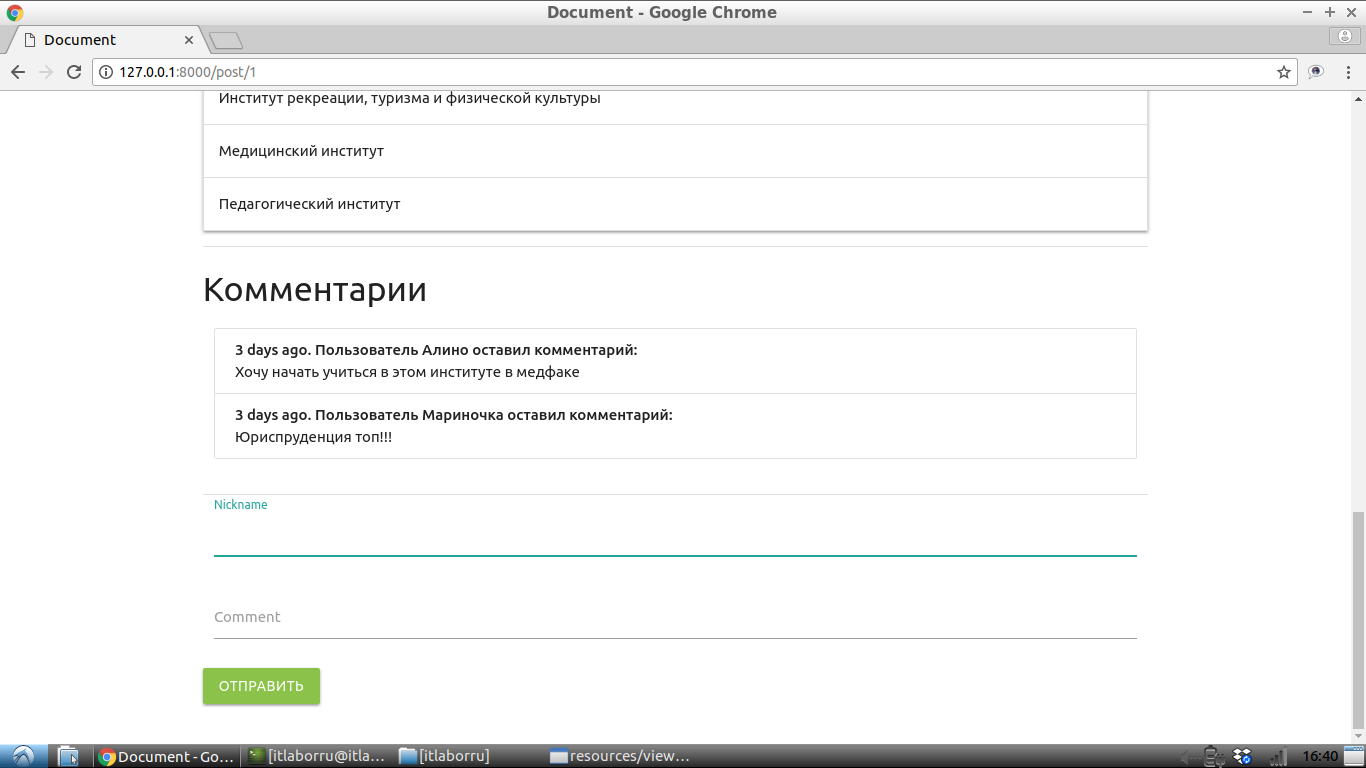 Document - Google Chrome
Document
127.0.0.1:8000/post/1
Институт рекреации, туризма и физической культуры
Медицинский институт
Педагогический институт
Комментарии
3 days ago. Пользователь Алино оставил комментарий:
Хочу начать учиться в этом институте в медфаке
3 days ago. Пользователь Мариночка оставил комментарий:
Юриспруденция топ!!!
Nickname
Comment
ОТПРАВИТЬ
Document - Go... [itlaborru@itla... [itlaborru] resources/view... 16:40